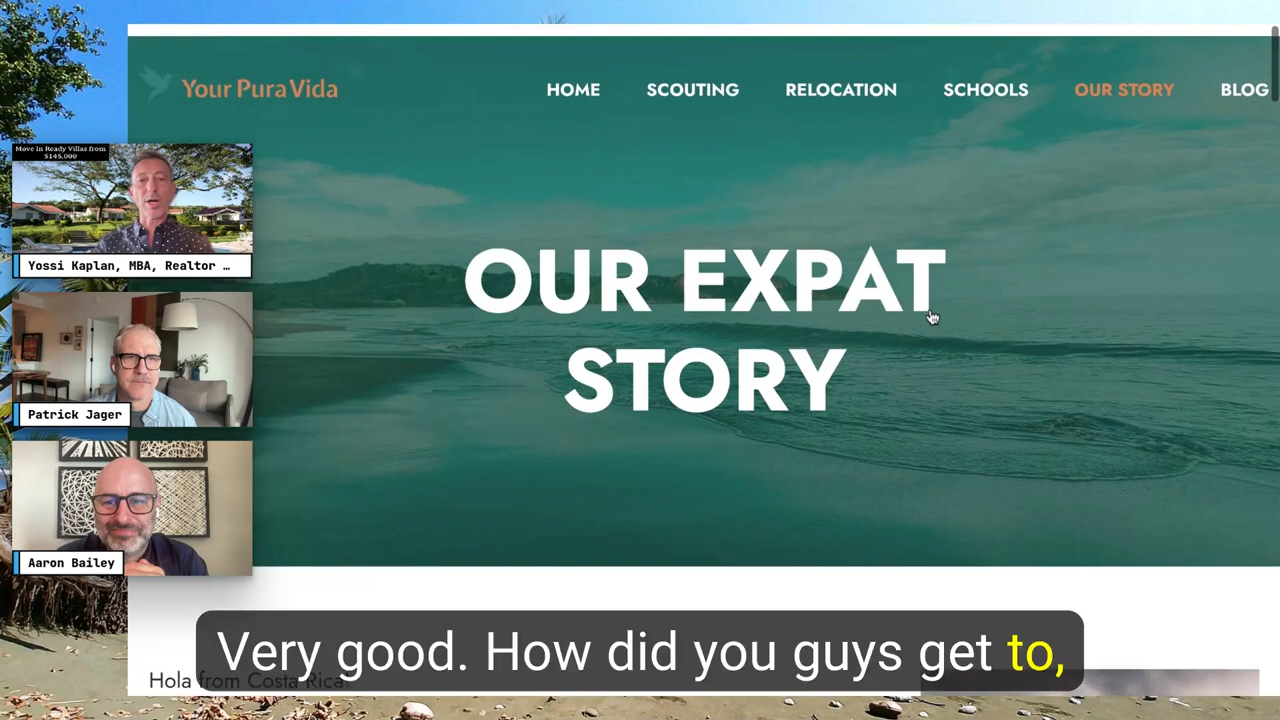 Your Pura Vida
HOME SCOUTING RELOCATION SCHOOLS OUR STORY BLOG
Move In Ready Villas from
$145,000
Yossi Kaplan, MBA, Realtor …
Patrick Jager
Aaron Bailey
OUR EXPAT
STORY
Very good. How did you guys get to,
Hola from Costa Rica!